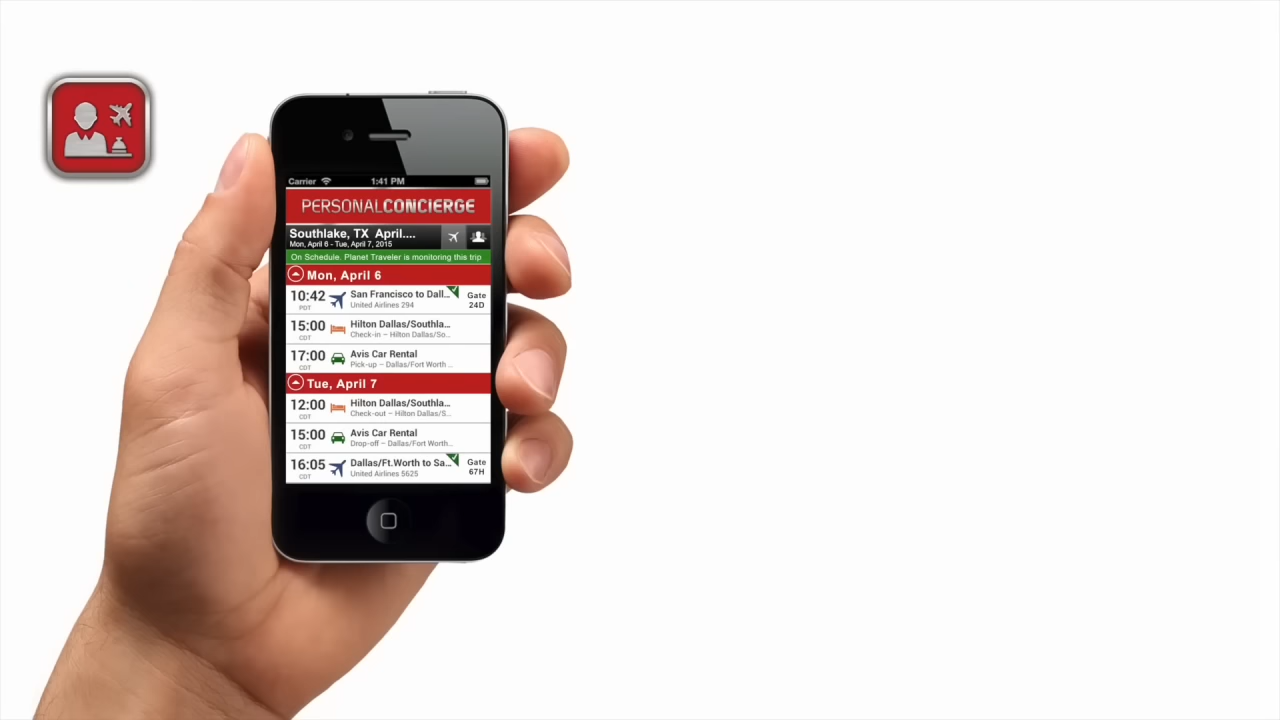 Carrier 1:41 PM
PERSONALCONCIERGE
Southlake, TX April....
Mon, April 6 - Tue, April 7, 2015
On Schedule. Planet Traveler is monitoring this trip
Mon, April 6
10:42 San Francisco to Dall... Gate
PDT United Airlines 294 24D
15:00 Hilton Dallas/Southla...
CDT Check-in – Hilton Dallas/So...
17:00 Avis Car Rental
CDT Pick-up – Dallas/Fort Worth ...
Tue, April 7
12:00 Hilton Dallas/Southla...
CDT Check-out – Hilton Dallas/S...
15:00 Avis Car Rental
CDT Drop-off – Dallas/Fort Worth...
16:05 Dallas/Ft.Worth to Sa... Gate
CDT United Airlines 5625 67H